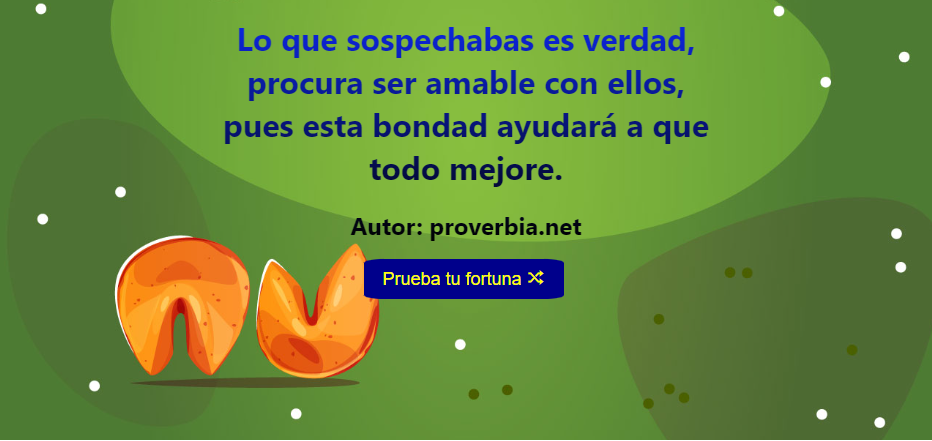 Lo que sospechabas es verdad,
procura ser amable con ellos,
pues esta bondad ayudará a que
todo mejore.
Autor: proverbia.net
Prueba tu fortuna